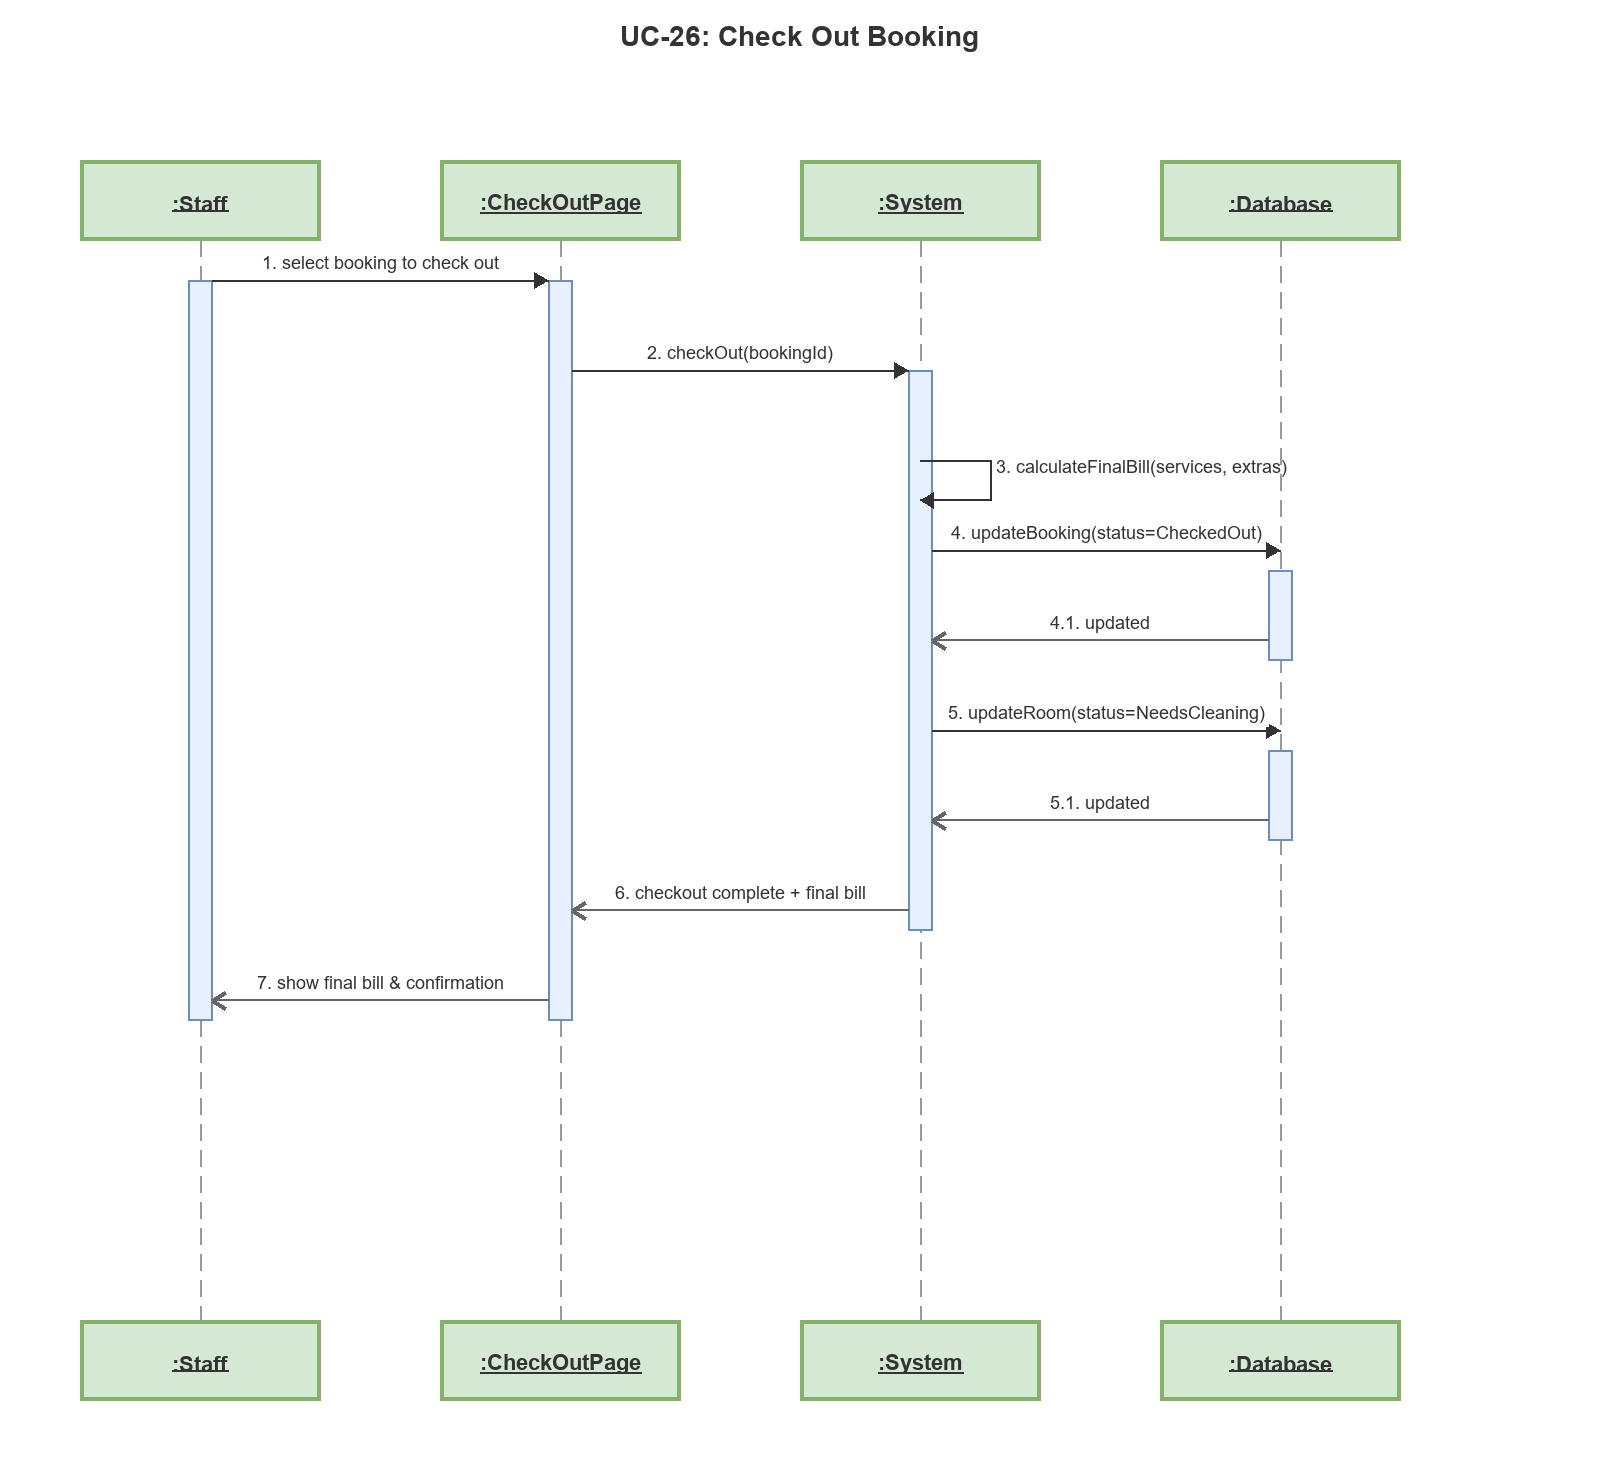 UC-26: Check Out Booking
:Staff
:CheckOutPage
:System
:Database
1. select booking to check out
2. checkOut(bookingId)
3. calculateFinalBill(services, extras)
4. updateBooking(status=CheckedOut)
4.1. updated
5. updateRoom(status=NeedsCleaning)
5.1. updated
6. checkout complete + final bill
7. show final bill & confirmation
:Staff
:CheckOutPage
:System
:Database